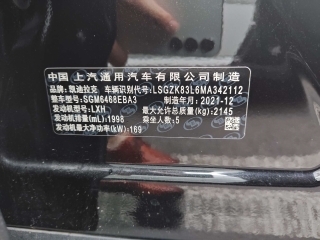 中国 上汽通用汽车有限公司制造
品牌:凯迪拉克 车辆识别代号:LSGZK83L6MA342112
整车型号:SGM6468EBA3 制造年月:2021-12
发动机型号:LXH 最大允许总质量(kg):2145
发动机排量(mL):1998 乘坐人数:5
发动机最大净功率(kW):169